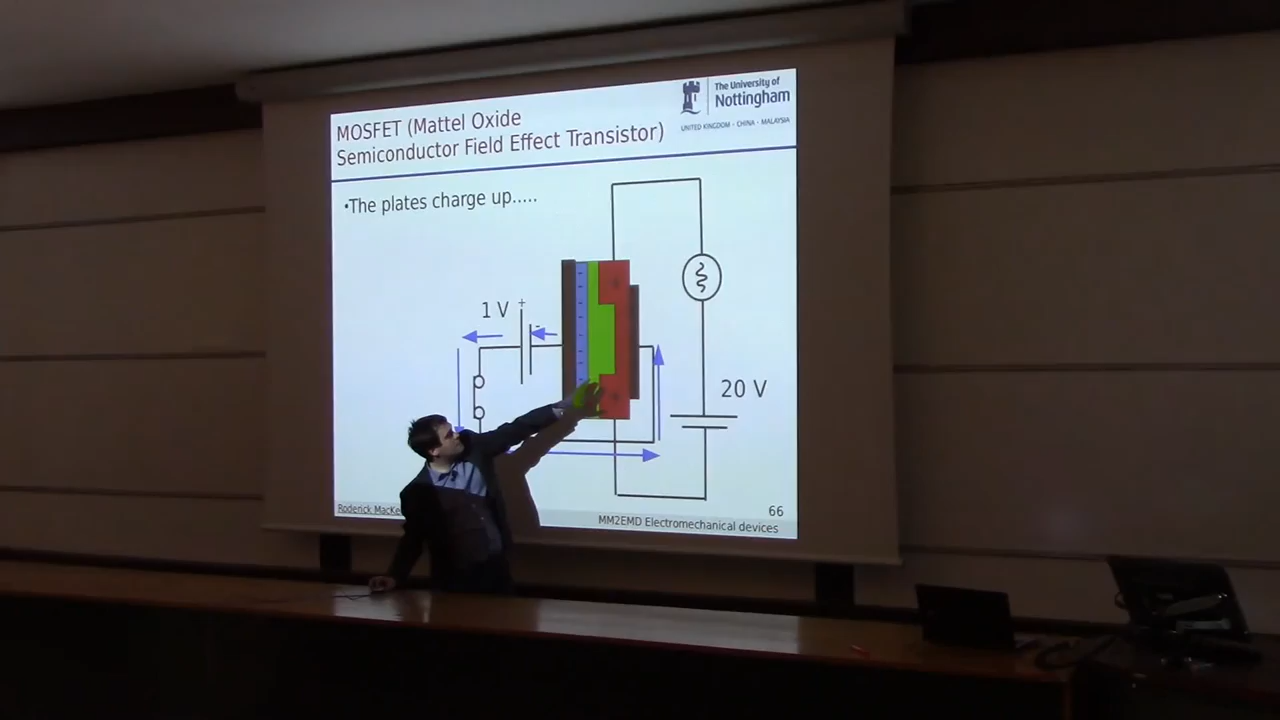 MOSFET (Mattel Oxide
Semiconductor Field Effect Transistor)
The University of
Nottingham
UNITED KINGDOM · CHINA · MALAYSIA
•The plates charge up.....
1 V
+
-
20 V
66
Roderick MacKe
MM2EMD Electromechanical devices